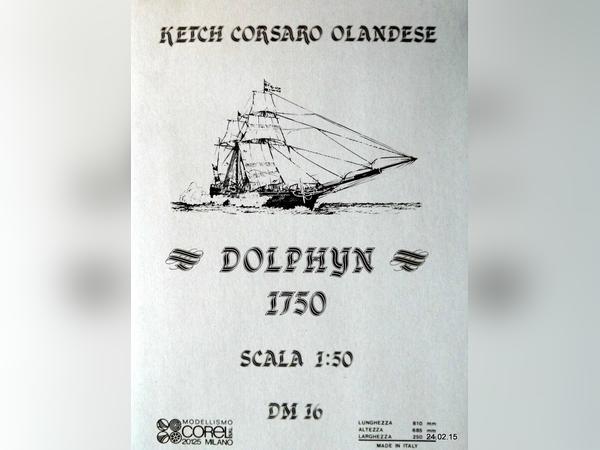 KETCH CORSARO OLANDESE
DOLPHYN
1750
SCALA 1:50
DM 16
MODELLISMO
COREL SRL
20125 MILANO
LUNGHEZZA 810 mm
ALTEZZA 685 mm
LARGHEZZA 250
MADE IN ITALY
24.02.15